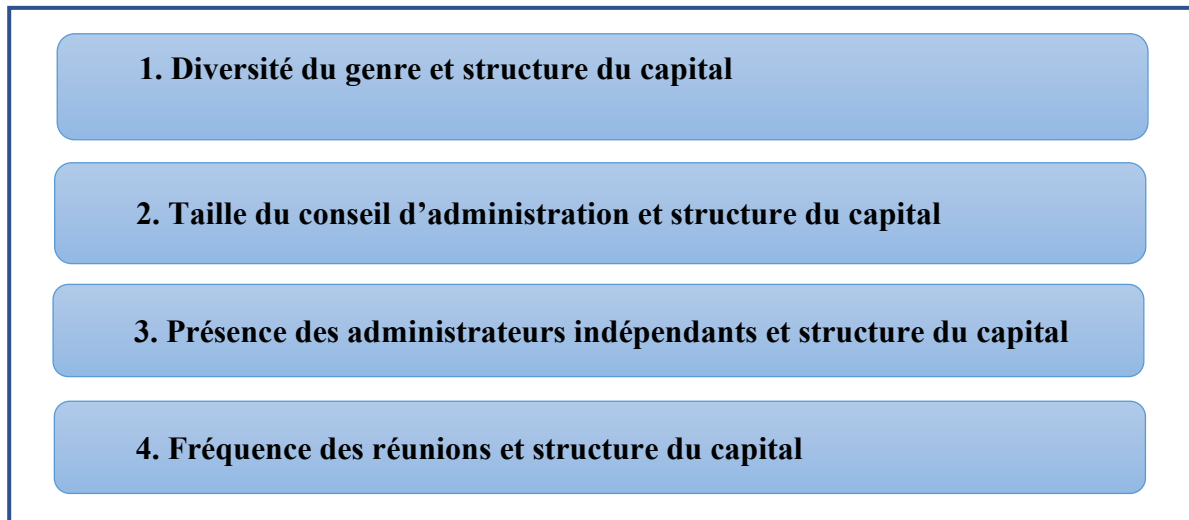 1. Diversité du genre et structure du capital
2. Taille du conseil d’administration et structure du capital
3. Présence des administrateurs indépendants et structure du capital
4. Fréquence des réunions et structure du capital